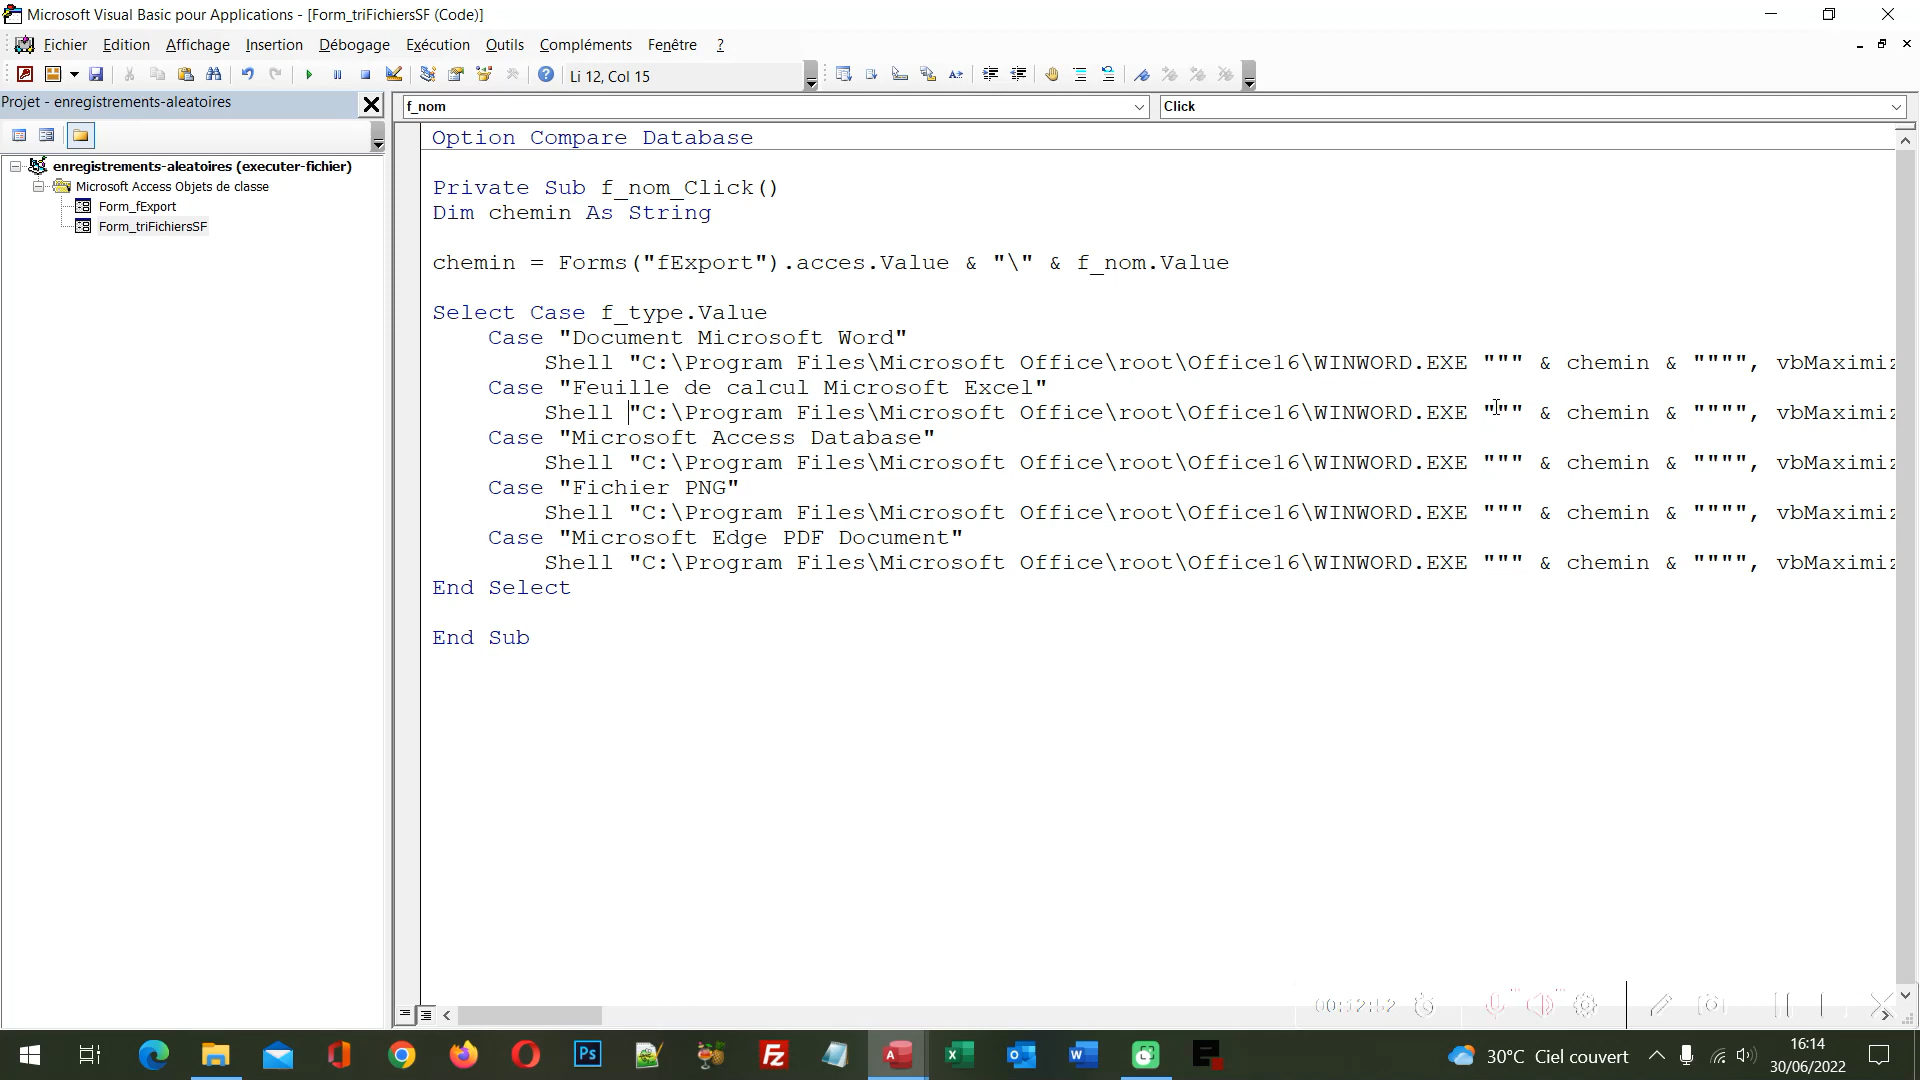 Microsoft Visual Basic pour Applications - [Form_triFichiersSF (Code)]
Fichier Edition Affichage Insertion Débogage Exécution Outils Compléments Fenêtre ?
Li 12, Col 15
Projet - enregistrements-aleatoires
f_nom
Click
enregistrements-aleatoires (executer-fichier)
Microsoft Access Objets de classe
Form_fExport
Form_triFichiersSF
Option Compare Database
Private Sub f_nom_Click()
Dim chemin As String
chemin = Forms("fExport").acces.Value & "\" & f_nom.Value
Select Case f_type.Value
Case "Document Microsoft Word"
Shell "C:\Program Files\Microsoft Office\root\Office16\WINWORD.EXE """ & chemin & """", vbMaximiz
Case "Feuille de calcul Microsoft Excel"
Shell "C:\Program Files\Microsoft Office\root\Office16\WINWORD.EXE """ & chemin & """", vbMaximiz
Case "Microsoft Access Database"
Shell "C:\Program Files\Microsoft Office\root\Office16\WINWORD.EXE """ & chemin & """", vbMaximiz
Case "Fichier PNG"
Shell "C:\Program Files\Microsoft Office\root\Office16\WINWORD.EXE """ & chemin & """", vbMaximiz
Case "Microsoft Edge PDF Document"
Shell "C:\Program Files\Microsoft Office\root\Office16\WINWORD.EXE """ & chemin & """", vbMaximiz
End Select
End Sub
00:12:52
Ps
Fz
A
X
O
W
30°C Ciel couvert
16:14
30/06/2022